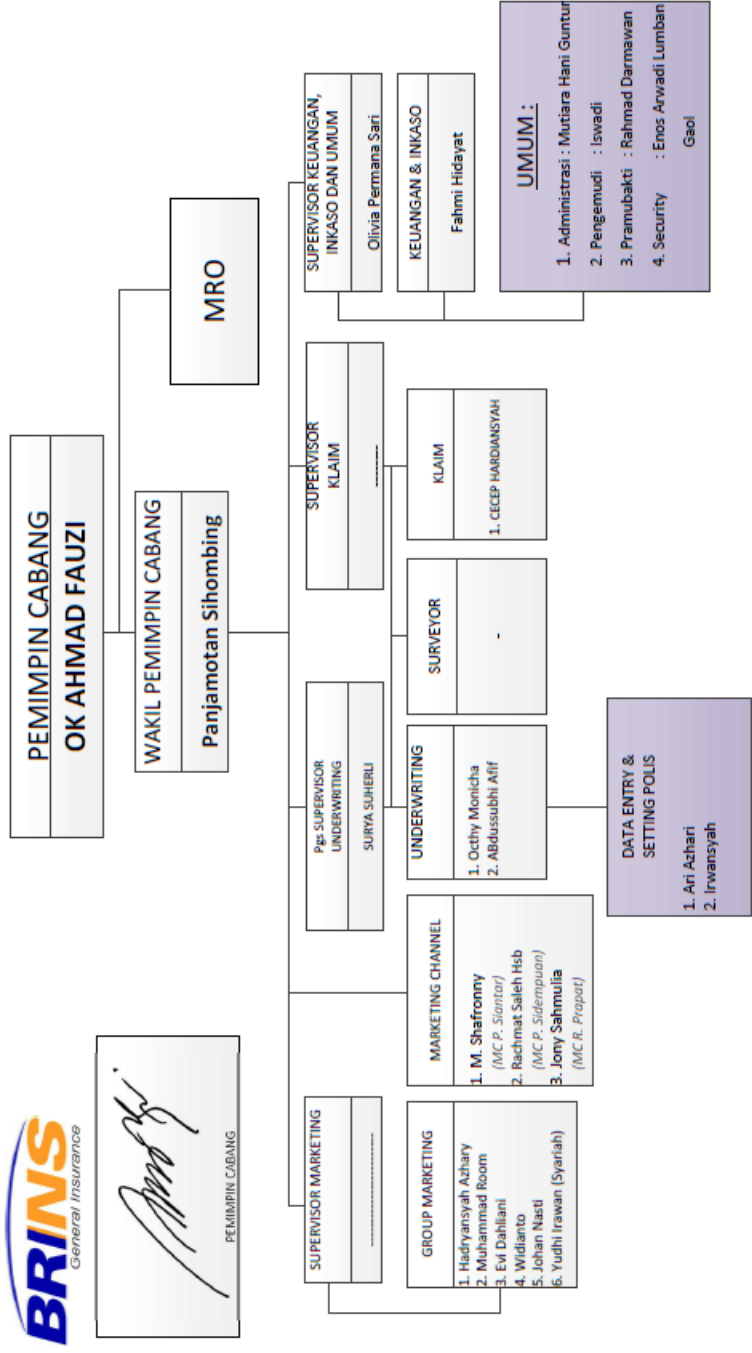 BRINS
General Insurance
PEMIMPIN CABANG
PEMIMPIN CABANG
OK AHMAD FAUZI
WAKIL PEMIMPIN CABANG
Panjamotan Sihombing
MRO
SUPERVISOR MARKETING
----------------------
GROUP MARKETING
1. Hadryansyah Azhary
2. Muhammad Room
3. Evi Dahliani
4. Widianto
5. Johan Nasti
6. Yudhi Irawan (Syariah)
MARKETING CHANNEL
1. M. Shafronny
(MC P. Siantar)
2. Rachmat Saleh Hsb
(MC P. Sidempuan)
3. Jony Sahmulia
(MC R. Prapat)
Pgs SUPERVISOR
UNDERWRITING
SURYA SUHERLI
UNDERWRITING
1. Octhy Monicha
2. ABdussubhi Afif
DATA ENTRY &
SETTING POLIS
1. Ari Azhari
2. Irwansyah
SURVEYOR
-
SUPERVISOR
KLAIM
--------
KLAIM
1. CECEP HARDIANSYAH
SUPERVISOR KEUANGAN,
INKASO DAN UMUM
Olivia Permana Sari
KEUANGAN & INKASO
Fahmi Hidayat
UMUM :
1. Administrasi : Mutiara Hani Guntur
2. Pengemudi : Iswadi
3. Pramubakti : Rahmad Darmawan
4. Security : Enos Arwadi Lumban
Gaol